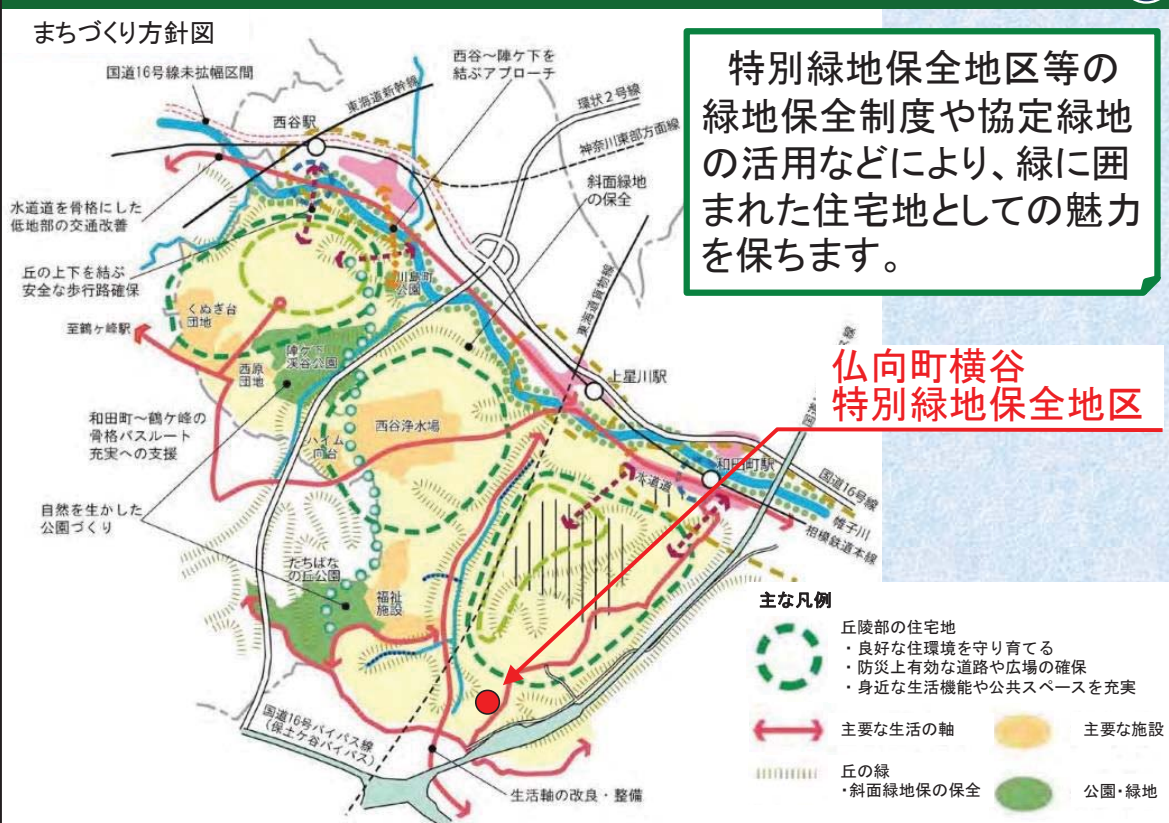 まちづくり方針図
国道16号線未拡幅区間
東海道新幹線
西谷～陣ケ下を
結ぶアプローチ
環状2号線
西谷駅
神奈川東部方面線
斜面緑地
の保全
特別緑地保全地区等の
緑地保全制度や協定緑地
の活用などにより、緑に囲
まれた住宅地としての魅力
を保ちます。
水道道を骨格にした
低地部の交通改善
丘の上下を結ぶ
安全な歩行路確保
川島町
公園
東海道貨物線
くぬぎ台
団地
至鶴ヶ峰駅
陣ケ下
渓谷公園
西原
団地
上星川駅
仏向町横谷
特別緑地保全地区
和田町～鶴ケ峰の
骨格バスルート
充実への支援
西谷浄水場
ハイム
向台
和田町駅
水道道
国道16号線
帷子川
相模鉄道本線
自然を生かした
公園づくり
たちばな
の丘公園
福祉
施設
主な凡例
丘陵部の住宅地
・良好な住環境を守り育てる
・防災上有効な道路や広場の確保
・身近な生活機能や公共スペースを充実
主要な生活の軸
主要な施設
丘の緑
・斜面緑地保の保全
公園・緑地
国道16号バイパス線
（保土ケ谷バイパス）
生活軸の改良・整備